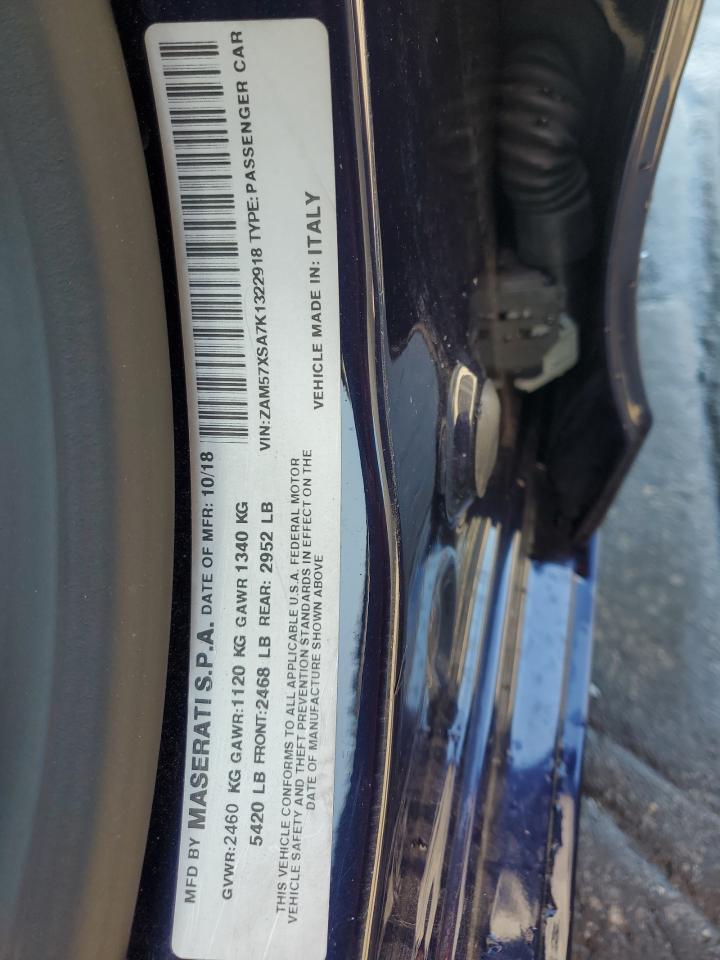 MFD BY MASERATI S.P.A. DATE OF MFR: 10/18
GVWR:2460 KG GAWR:1120 KG GAWR 1340 KG
5420 LB FRONT:2468 LB REAR: 2952 LB
THIS VEHICLE CONFORMS TO ALL APPLICABLE U.S.A. FEDERAL MOTOR
VEHICLE SAFETY AND THEFT PREVENTION STANDARDS IN EFFECT ON THE
DATE OF MANUFACTURE SHOWN ABOVE
VIN:ZAM57XSA7K1322918 TYPE:PASSENGER CAR
VEHICLE MADE IN: ITALY